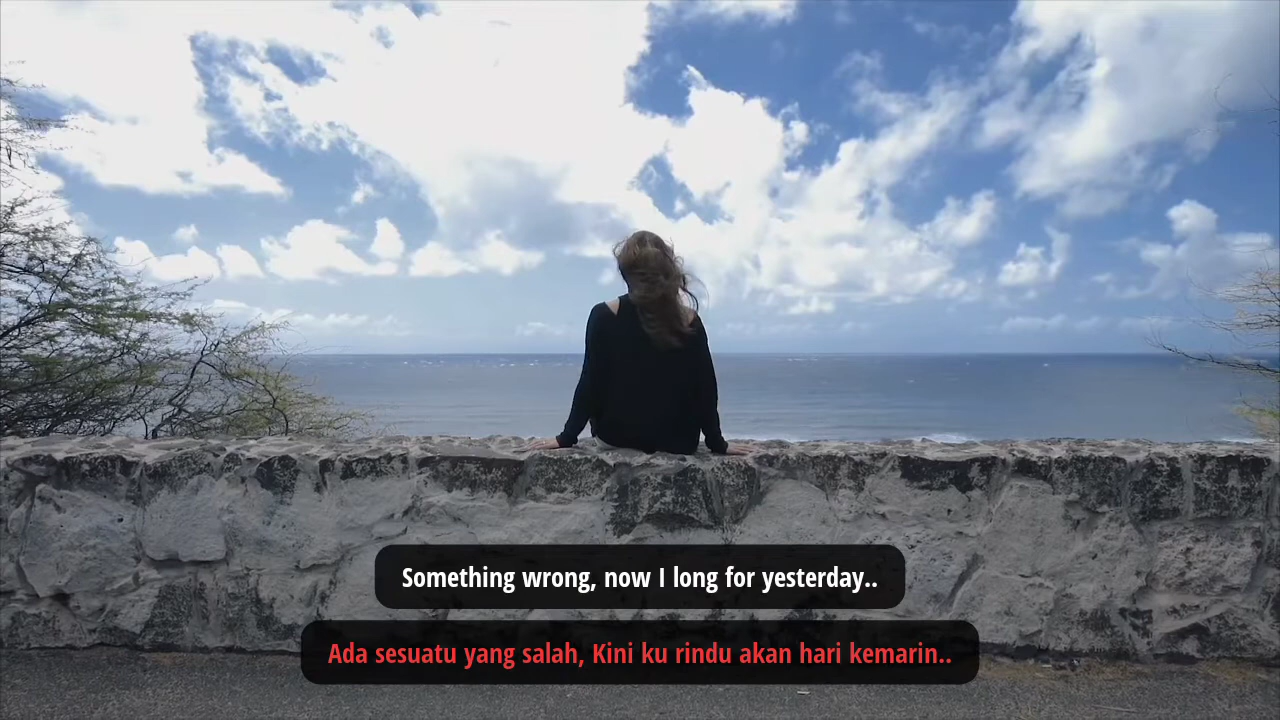 Something wrong, now I long for yesterday..
Ada sesuatu yang salah, Kini ku rindu akan hari kemarin..